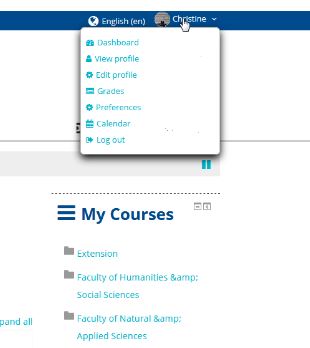 English (en) Christine
Dashboard
View profile
Edit profile
Grades
Preferences
Calendar
Log out
My Courses
Extension
Faculty of Humanities &amp;
Social Sciences
Faculty of Natural &amp;
pand all
Applied Sciences